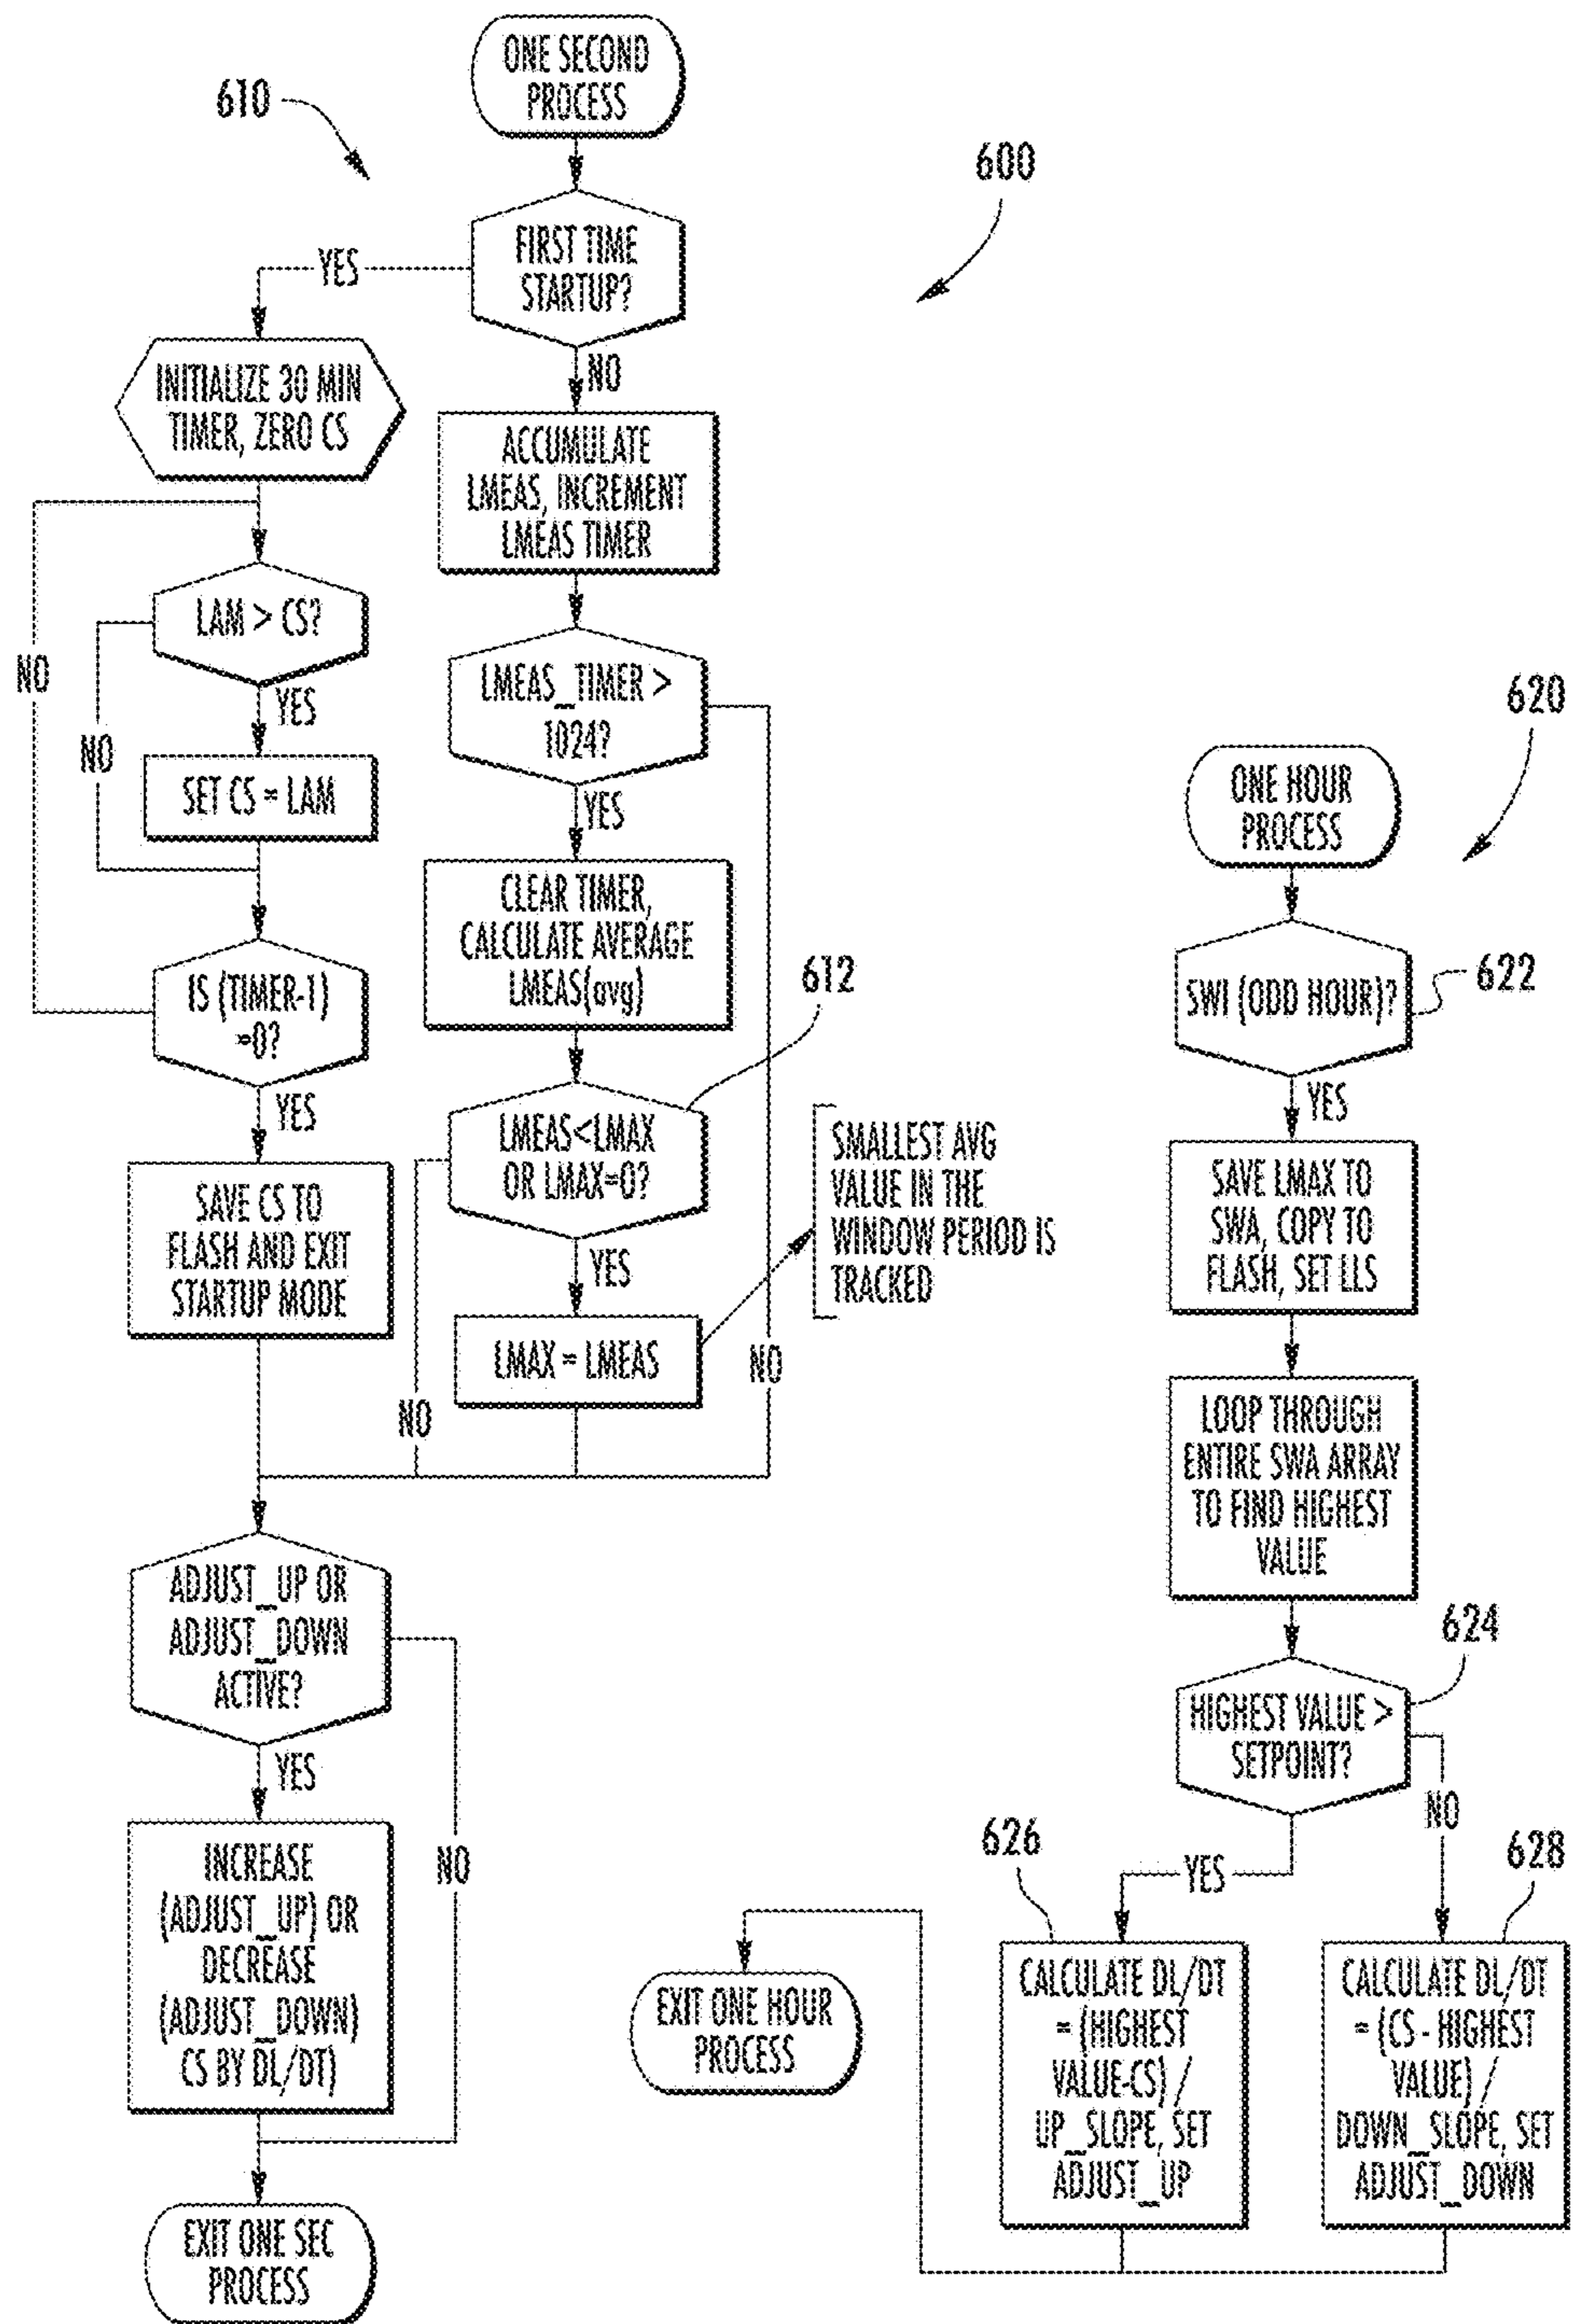 ONE SECOND
PROCESS
610
600
FIRST TIME
STARTUP?
YES
NO
INITIALIZE 30 MIN
TIMER, ZERO CS
ACCUMULATE
LMEAS, INCREMENT
LMEAS TIMER
LAM > CS?
NO
YES
NO
SET CS = LAM
LMEAS_TIMER >
1024?
YES
CLEAR TIMER,
CALCULATE AVERAGE
LMEAS(avg)
IS (TIMER-1)
=0?
YES
612
LMEAS<LMAX
OR LMAX=0?
YES
SMALLEST AVG
VALUE IN THE
WINDOW PERIOD IS
TRACKED
SAVE CS TO
FLASH AND EXIT
STARTUP MODE
LMAX = LMEAS
NO
NO
ADJUST_UP OR
ADJUST_DOWN
ACTIVE?
YES
NO
INCREASE
(ADJUST_UP) OR
DECREASE
(ADJUST_DOWN)
CS BY DL/DT)
EXIT ONE SEC
PROCESS
620
ONE HOUR
PROCESS
SWI (ODD HOUR)?
622
YES
SAVE LMAX TO
SWA, COPY TO
FLASH, SET LLS
LOOP THROUGH
ENTIRE SWA ARRAY
TO FIND HIGHEST
VALUE
624
HIGHEST VALUE >
SETPOINT?
NO
YES
626
628
CALCULATE DL/DT
= (HIGHEST
VALUE-CS) /
UP_SLOPE, SET
ADJUST_UP
CALCULATE DL/DT
= (CS - HIGHEST
VALUE) /
DOWN_SLOPE, SET
ADJUST_DOWN
EXIT ONE HOUR
PROCESS